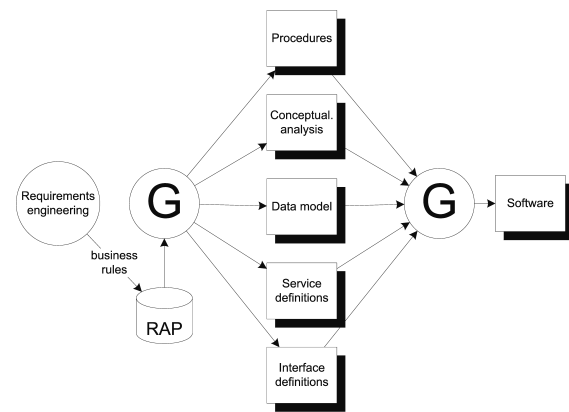 Procedures
Conceptual.
analysis
Requirements
engineering
G
Data model
G
Software
business
rules
RAP
Service
definitions
Interface
definitions